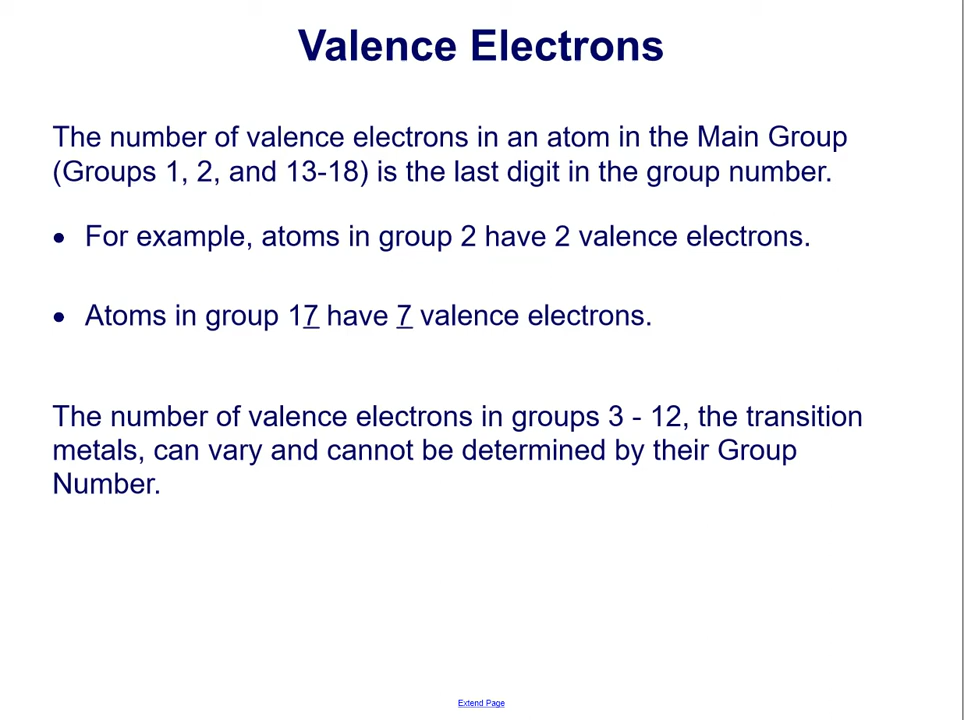 Valence Electrons
The number of valence electrons in an atom in the Main Group
(Groups 1, 2, and 13-18) is the last digit in the group number.
• For example, atoms in group 2 have 2 valence electrons.
• Atoms in group 17 have 7 valence electrons.
The number of valence electrons in groups 3 - 12, the transition
metals, can vary and cannot be determined by their Group
Number.
Extend Page